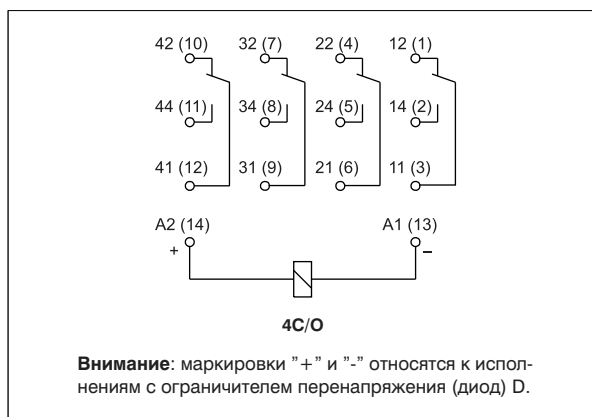 42 (10) 32 (7) 22 (4) 12 (1)
44 (11) 34 (8) 24 (5) 14 (2)
41 (12) 31 (9) 21 (6) 11 (3)
A2 (14) A1 (13)
+ –
4C/O
Внимание: маркировки "+" и "-" относятся к испол-
нениям с ограничителем перенапряжения (диод) D.